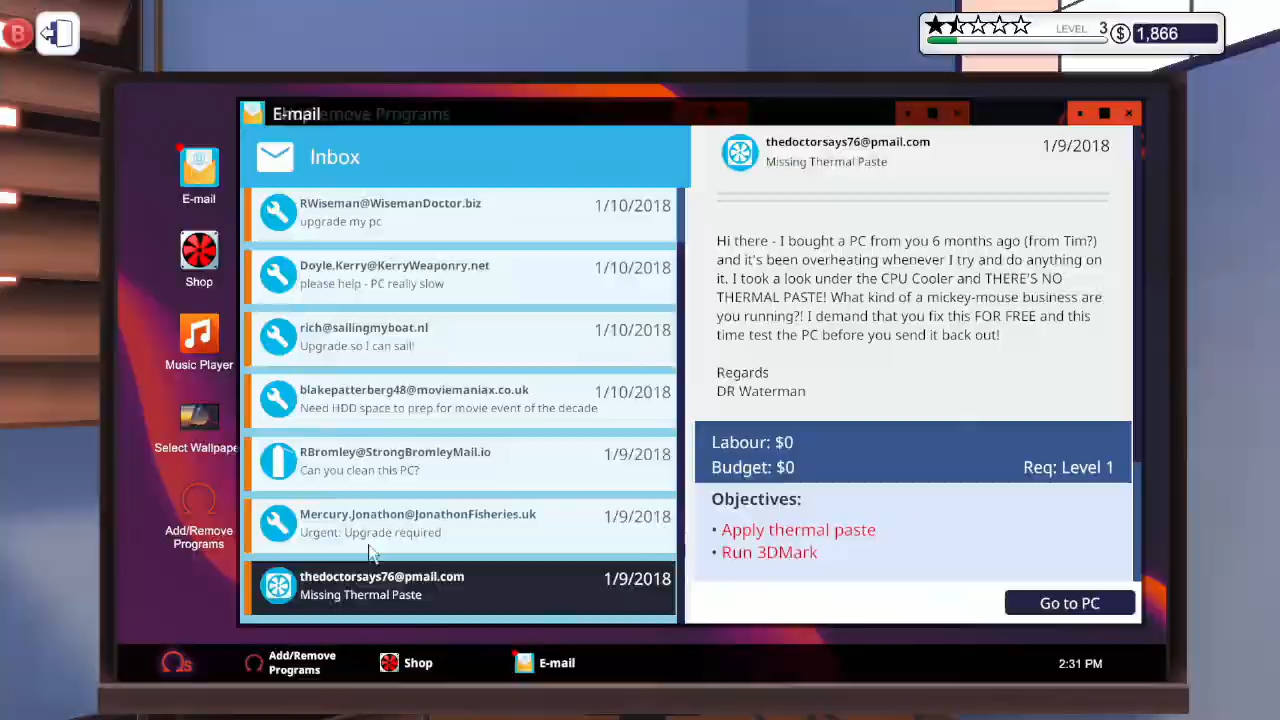 B
LEVEL 3
$ 1,866
E-mail
Remove Programs
Inbox
RWiseman@WisemanDoctor.biz 1/10/2018
upgrade my pc
Doyle.Kerry@KerryWeaponry.net 1/10/2018
please help - PC really slow
rich@sailingmyboat.nl 1/10/2018
Upgrade so I can sail!
blakepatterberg48@moviemaniax.co.uk 1/10/2018
Need HDD space to prep for movie event of the decade
RBromley@StrongBromleyMail.io 1/9/2018
Can you clean this PC?
Mercury.Jonathon@JonathonFisheries.uk 1/9/2018
Urgent: Upgrade required
thedoctorsays76@pmail.com 1/9/2018
Missing Thermal Paste
thedoctorsays76@pmail.com 1/9/2018
Missing Thermal Paste
Hi there - I bought a PC from you 6 months ago (from Tim?)
and it's been overheating whenever I try and do anything on
it. I took a look under the CPU Cooler and THERE'S NO
THERMAL PASTE! What kind of a mickey-mouse business are
you running?! I demand that you fix this FOR FREE and this
time test the PC before you send it back out!
Regards
DR Waterman
Labour: $0
Budget: $0 Req: Level 1
Objectives:
• Apply thermal paste
• Run 3DMark
Go to PC
E-mail
Shop
Music Player
Select Wallpape
Add/Remove
Programs
Ωs
Add/Remove
Programs
Shop
E-mail
2:31 PM